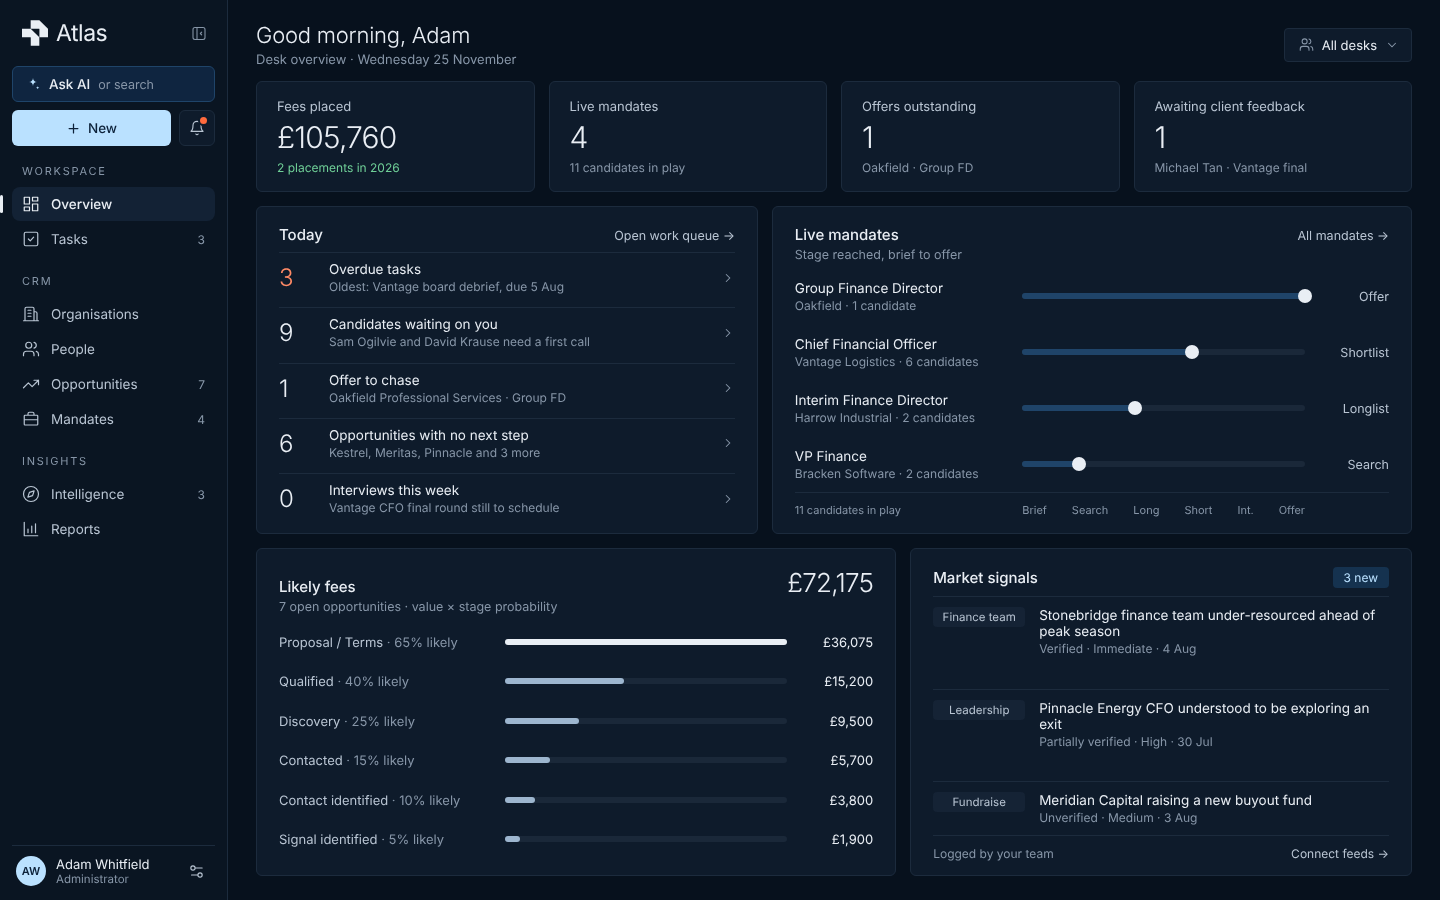 Atlas
Ask AI or search
New
WORKSPACE
Overview
Tasks 3
CRM
Organisations
People
Opportunities 7
Mandates 4
INSIGHTS
Intelligence 3
Reports
AW
Adam Whitfield
Administrator
Good morning, Adam
Desk overview · Wednesday 25 November
All desks
Fees placed
£105,760
2 placements in 2026
Live mandates
4
11 candidates in play
Offers outstanding
1
Oakfield · Group FD
Awaiting client feedback
1
Michael Tan · Vantage final
Today
Open work queue →
3
Overdue tasks
Oldest: Vantage board debrief, due 5 Aug
9
Candidates waiting on you
Sam Ogilvie and David Krause need a first call
1
Offer to chase
Oakfield Professional Services · Group FD
6
Opportunities with no next step
Kestrel, Meritas, Pinnacle and 3 more
0
Interviews this week
Vantage CFO final round still to schedule
Live mandates
All mandates →
Stage reached, brief to offer
Group Finance Director
Oakfield · 1 candidate
Offer
Chief Financial Officer
Vantage Logistics · 6 candidates
Shortlist
Interim Finance Director
Harrow Industrial · 2 candidates
Longlist
VP Finance
Bracken Software · 2 candidates
Search
11 candidates in play
Brief Search Long Short Int. Offer
Likely fees
£72,175
7 open opportunities · value × stage probability
Proposal / Terms · 65% likely £36,075
Qualified · 40% likely £15,200
Discovery · 25% likely £9,500
Contacted · 15% likely £5,700
Contact identified · 10% likely £3,800
Signal identified · 5% likely £1,900
Market signals
3 new
Finance team
Stonebridge finance team under-resourced ahead of
peak season
Verified · Immediate · 4 Aug
Leadership
Pinnacle Energy CFO understood to be exploring an
exit
Partially verified · High · 30 Jul
Fundraise
Meridian Capital raising a new buyout fund
Unverified · Medium · 3 Aug
Logged by your team
Connect feeds →